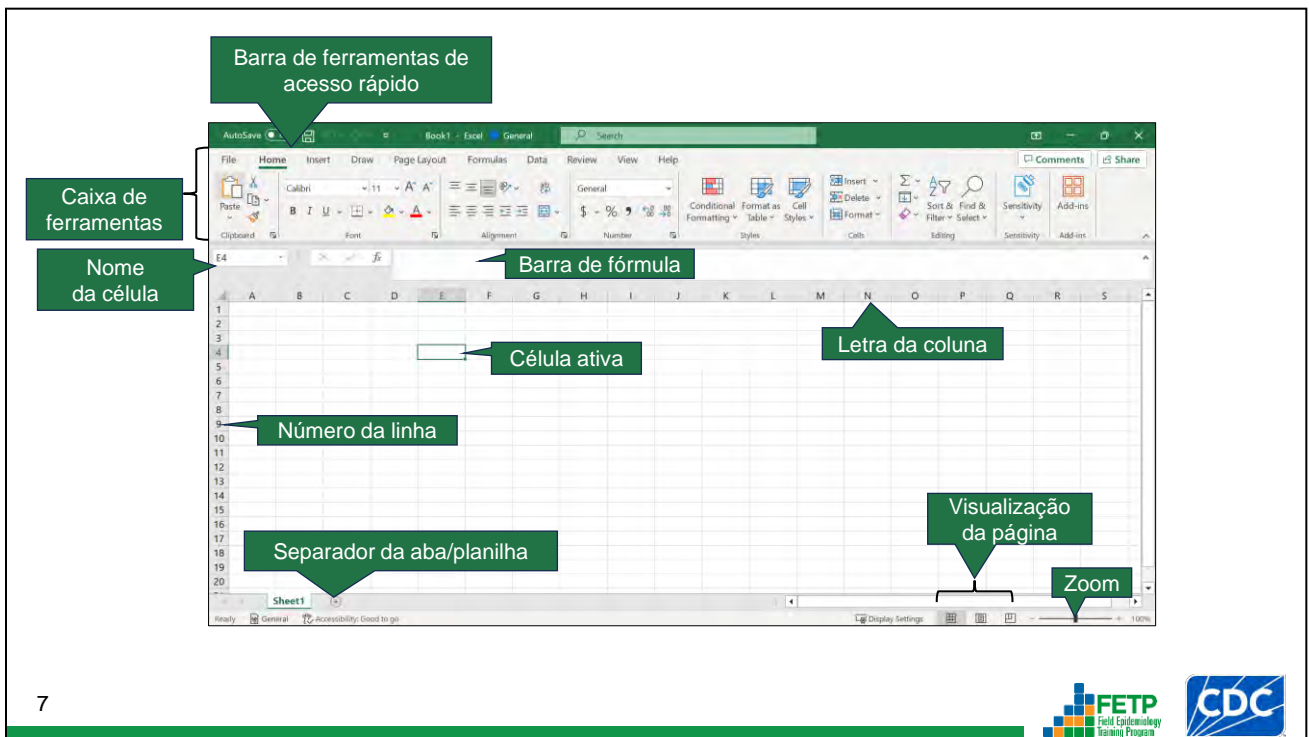 Barra de ferramentas de
acesso rápido
AutoSave
Book1 - Excel
General
Search
File Home Insert Draw Page Layout Formulas Data Review View Help
Comments
Share
Caixa de
ferramentas
Paste
Calibri
11
A^ A˅
B I U
General
$ - % 9
Conditional
Formatting
Format as
Table
Cell
Styles
Insert
Delete
Format
Sort &
Filter
Find &
Select
Sensitivity
Add-ins
Clipboard Font Alignment Number Styles Cells Editing Sensitivity Add-ins
Nome
da célula
E4
fx
Barra de fórmula
A B C D E F G H I J K L M N O P Q R S
1
2
3
4
5
6
7
8
9
10
11
12
13
14
15
16
17
18
19
20
Letra da coluna
Célula ativa
Número da linha
Separador da aba/planilha
Visualização
da página
Zoom
Sheet1
Ready General Accessibility: Good to go
Display Settings
100%
7
FETP
Field Epidemiology
Training Program
CDC